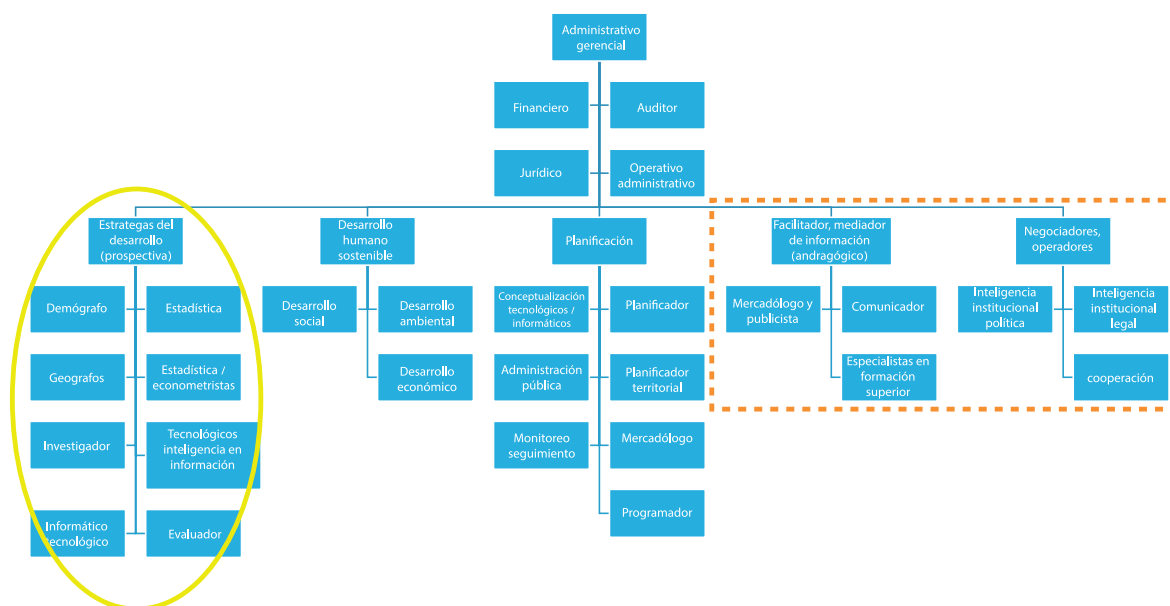 Administrativo
gerencial
Financiero
Auditor
Jurídico
Operativo
administrativo
Estrategas del
desarrollo
(prospectiva)
Desarrollo
humano
sostenible
Planificación
Facilitador, mediador
de información
(andragógico)
Negociadores,
operadores
Demógrafo
Estadística
Geografos
Estadística /
econometristas
Investigador
Tecnológicos
inteligencia en
información
Informático
tecnológico
Evaluador
Desarrollo
social
Desarrollo
ambiental
Desarrollo
económico
Conceptualización
tecnológicos /
informáticos
Planificador
Administración
pública
Planificador
territorial
Monitoreo
seguimiento
Mercadólogo
Programador
Mercadólogo y
publicista
Comunicador
Especialistas en
formación
superior
Inteligencia
institucional
política
Inteligencia
institucional
legal
cooperación